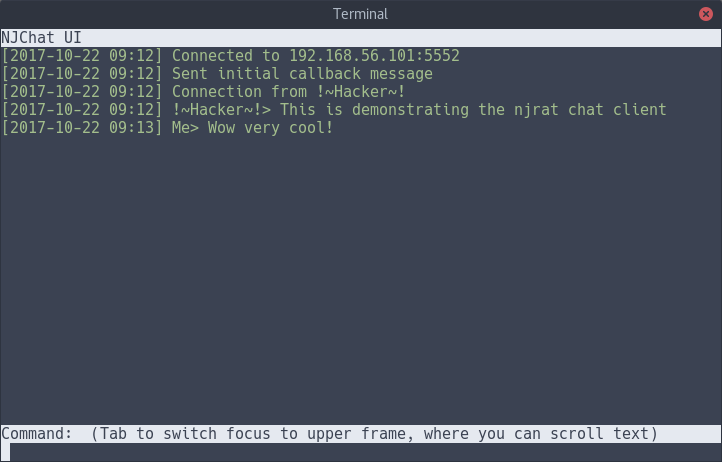 Terminal
NJChat UI
[2017-10-22 09:12] Connected to 192.168.56.101:5552
[2017-10-22 09:12] Sent initial callback message
[2017-10-22 09:12] Connection from !~Hacker~!
[2017-10-22 09:12] !~Hacker~!> This is demonstrating the njrat chat client
[2017-10-22 09:13] Me> Wow very cool!
Command:  (Tab to switch focus to upper frame, where you can scroll text)